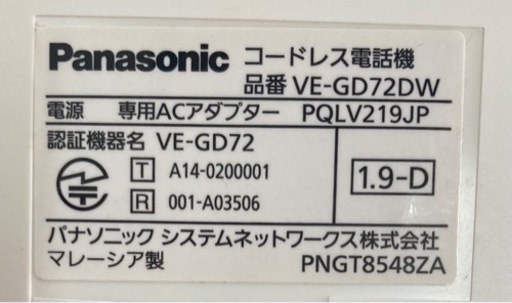 Panasonic コードレス電話機
品番 VE-GD72DW
電源 専用ACアダプター PQLV219JP
認証機器名 VE-GD72
T A14-0200001
R 001-A03506
1.9-D
パナソニック システムネットワークス株式会社
マレーシア製 PNGT8548ZA